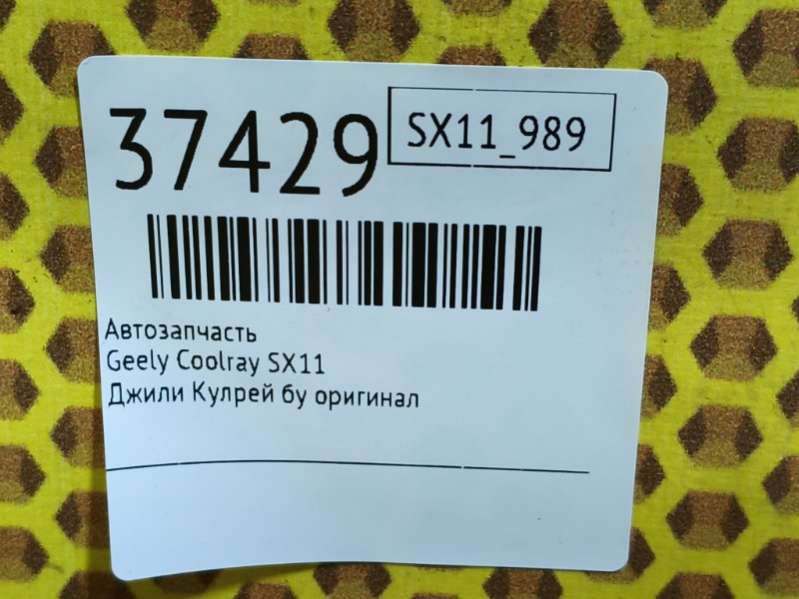 37429
SX11_989
Автозапчасть
Geely Coolray SX11
Джили Кулрей бу оригинал